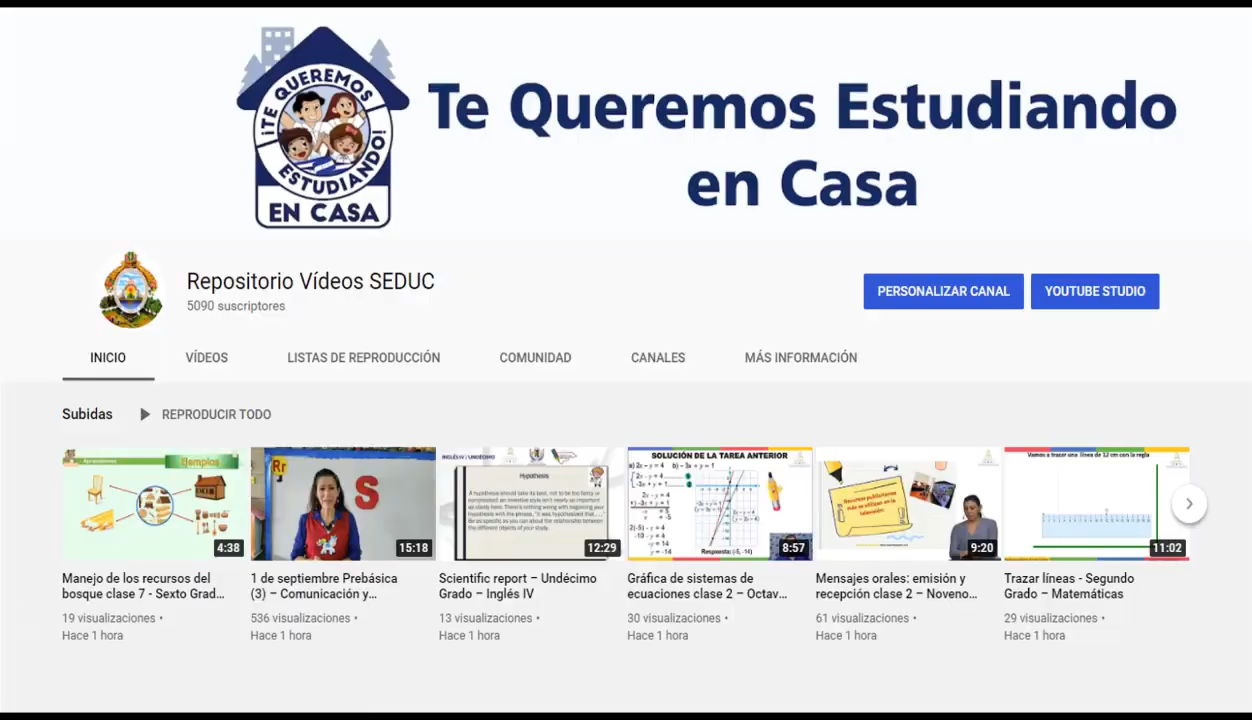 ¡TE QUEREMOS
ESTUDIANDO!
EN CASA
Te Queremos Estudiando
en Casa
Repositorio Vídeos SEDUC
5090 suscriptores
PERSONALIZAR CANAL
YOUTUBE STUDIO
INICIO
VÍDEOS
LISTAS DE REPRODUCCIÓN
COMUNIDAD
CANALES
MÁS INFORMACIÓN
Subidas
REPRODUCIR TODO
Ejemplos
4:38
Manejo de los recursos del
bosque clase 7 - Sexto Grad...
19 visualizaciones •
Hace 1 hora
Rr
S
15:18
1 de septiembre Prebásica
(3) – Comunicación y...
536 visualizaciones •
Hace 1 hora
INGLÉS IV / UNDÉCIMO
Hypothesis
12:29
Scientific report – Undécimo
Grado – Inglés IV
13 visualizaciones •
Hace 1 hora
SOLUCIÓN DE LA TAREA ANTERIOR
Respuesta: (-5, -14)
8:57
Gráfica de sistemas de
ecuaciones clase 2 – Octav...
30 visualizaciones •
Hace 1 hora
9:20
Mensajes orales: emisión y
recepción clase 2 – Noveno...
61 visualizaciones •
Hace 1 hora
Vamos a trazar una línea de 12 cm con la regla
11:02
Trazar líneas - Segundo
Grado – Matemáticas
29 visualizaciones •
Hace 1 hora